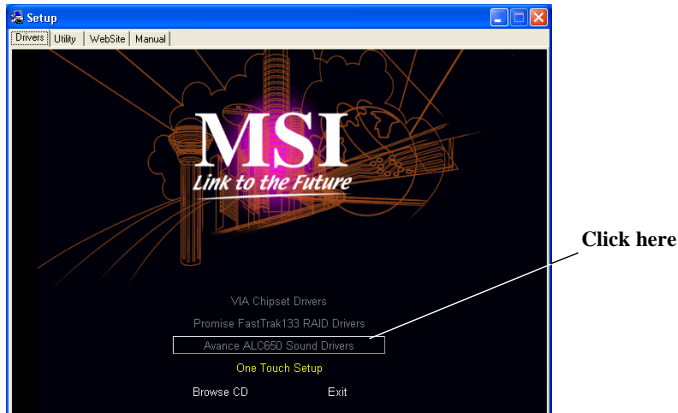 Setup
Drivers Utility WebSite Manual
MSI
Link to the Future
Click here
VIA Chipset Drivers
Promise FastTrak133 RAID Drivers
Avance ALC650 Sound Drivers
One Touch Setup
Browse CD Exit